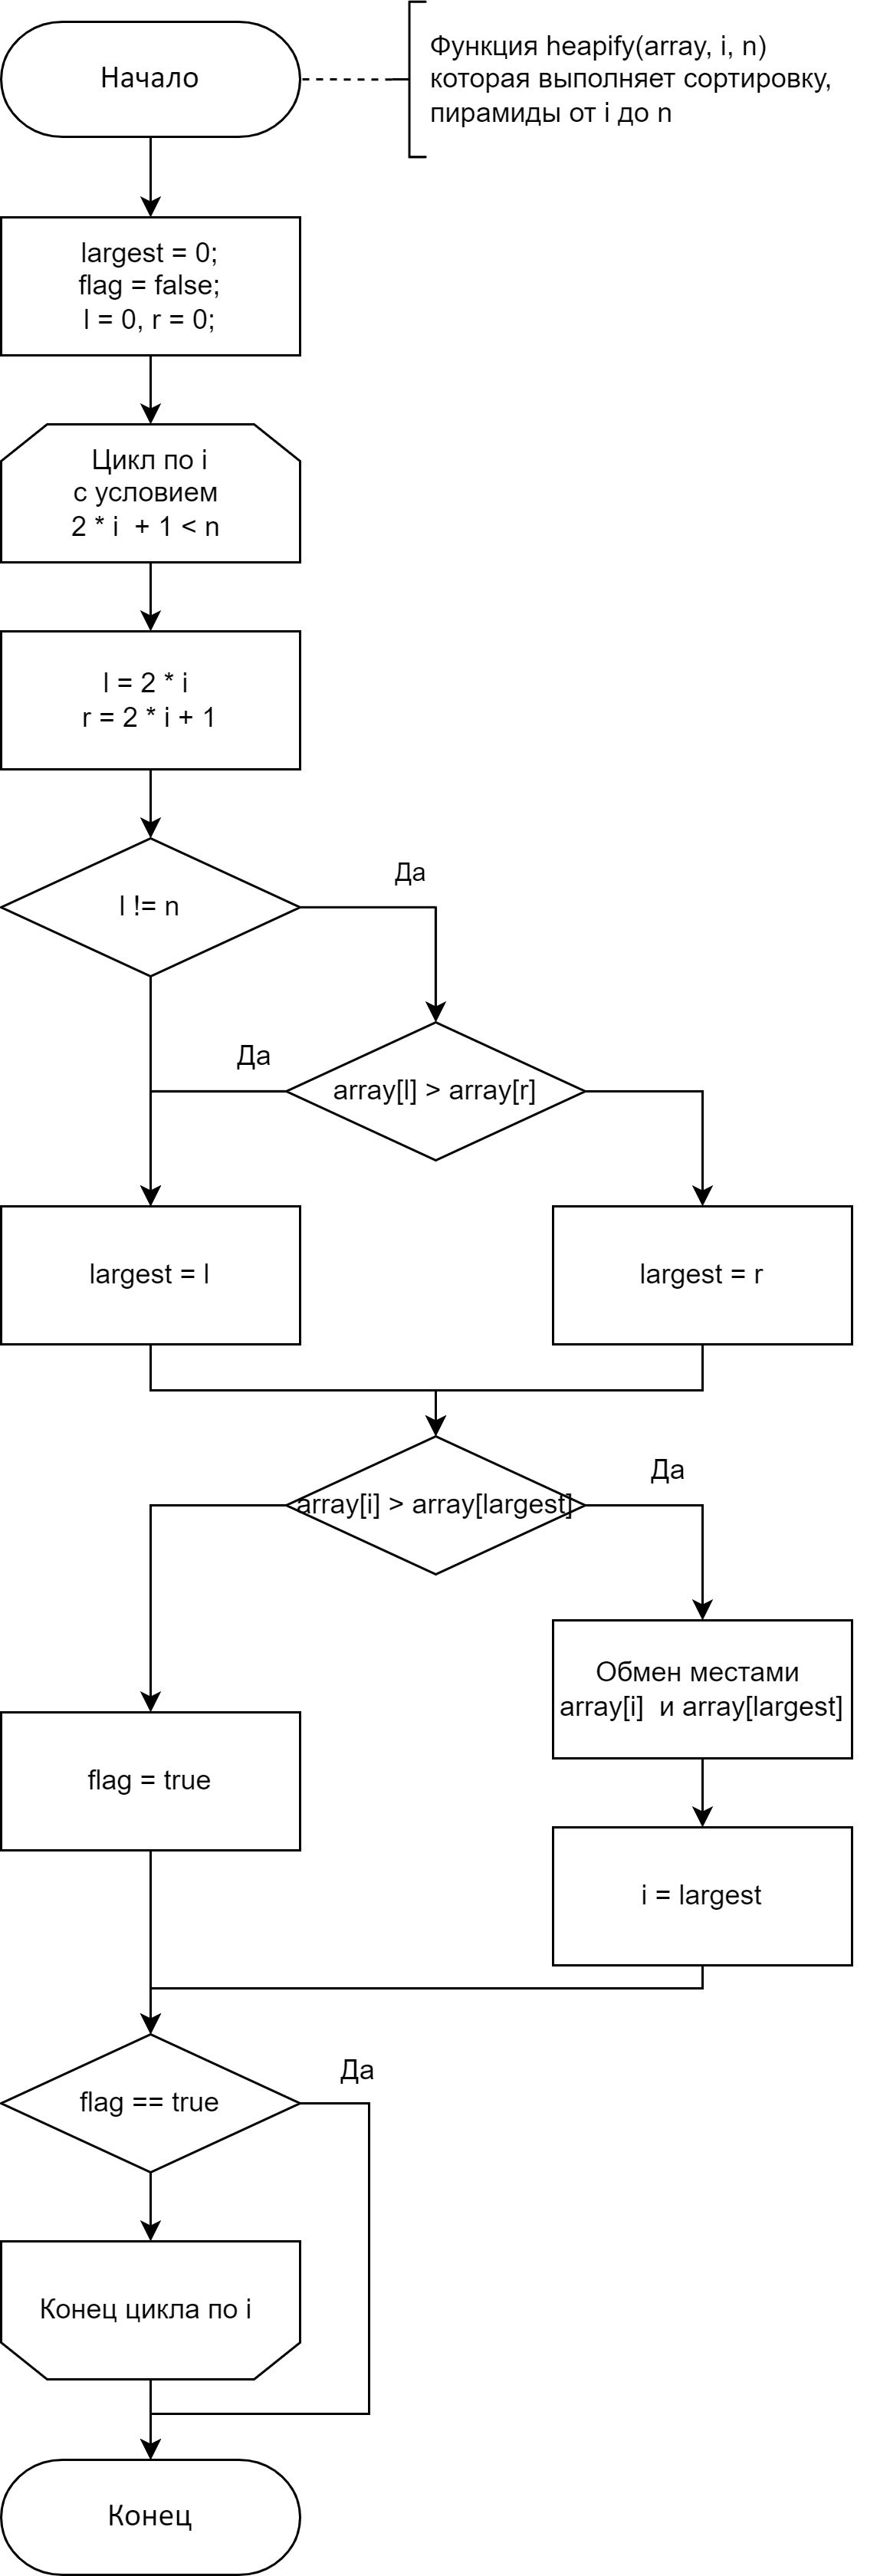 Начало
Функция heapify(array, i, n)
которая выполняет сортировку,
пирамиды от i до n
largest = 0;
flag = false;
l = 0, r = 0;
Цикл по i
с условием
2 * i  + 1 < n
l = 2 * i
r = 2 * i + 1
l != n
Да
array[l] > array[r]
Да
largest = l
largest = r
array[i] > array[largest]
Да
Обмен местами
array[i]  и array[largest]
flag = true
i = largest
flag == true
Да
Конец цикла по i
Конец